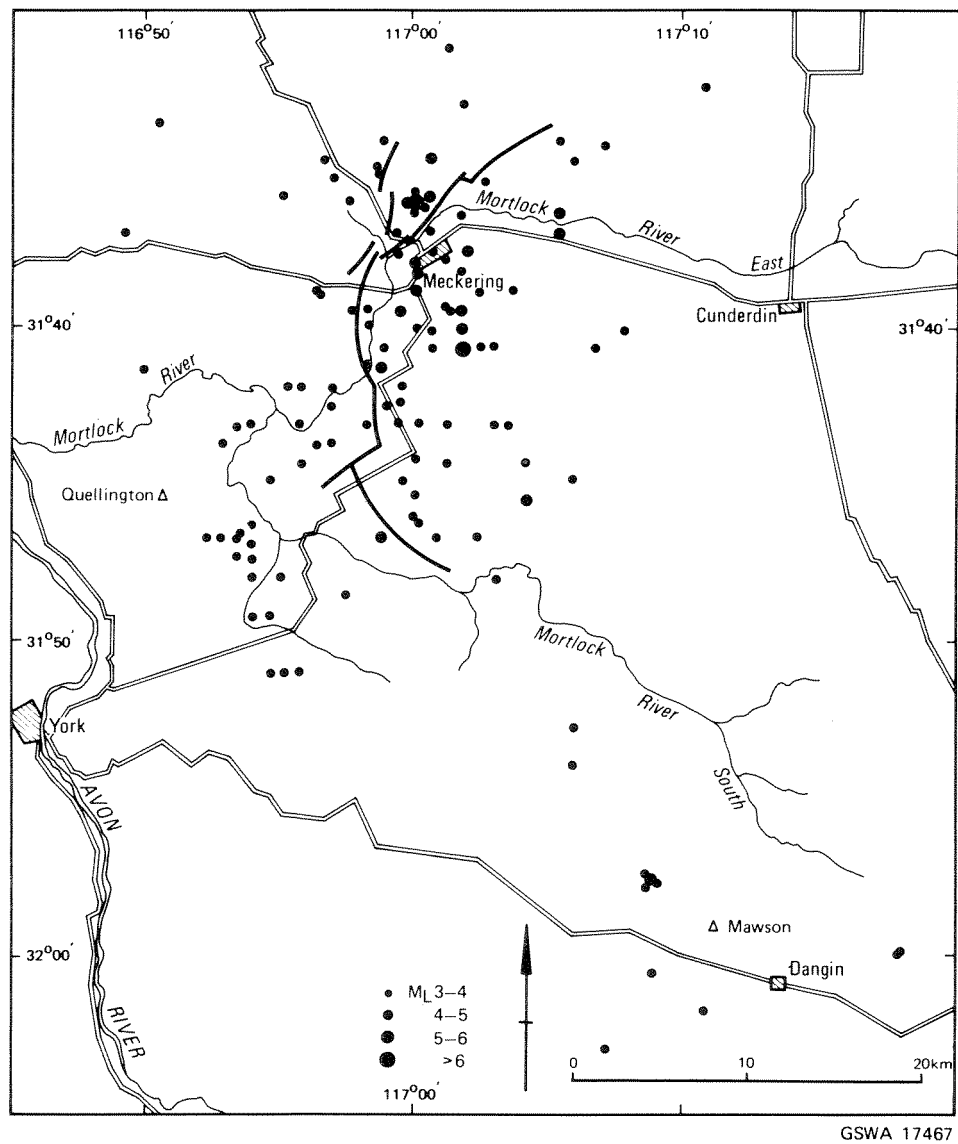 116°50′
117°00′
117°10′
Mortlock
River
East
Meckering
Cunderdin
31°40′
31°40′
River
Mortlock
Quellington
31°50′
Mortlock
River
South
York
AVON
RIVER
Mawson
32°00′
Dangin
ML 3–4
4–5
5–6
>6
0 10 20km
117°00′
GSWA 17467